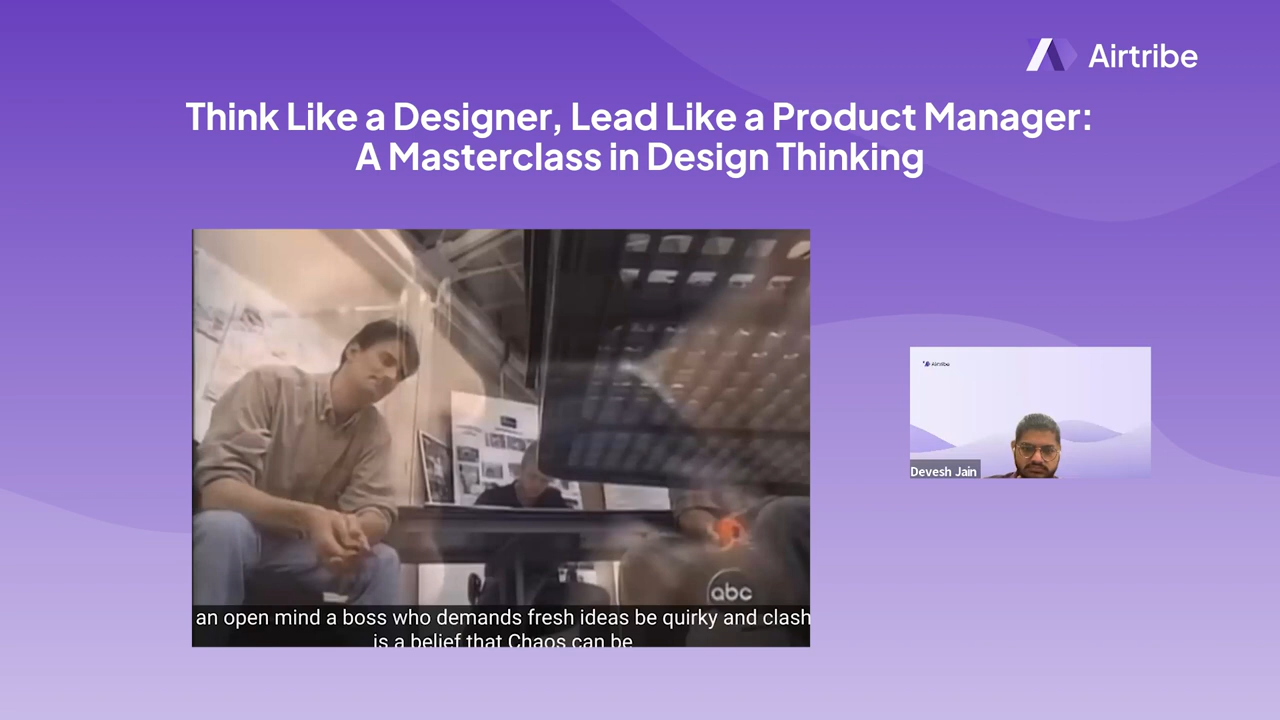 Airtribe
Think Like a Designer, Lead Like a Product Manager:
A Masterclass in Design Thinking
Airtribe
Devesh Jain
abc
an open mind a boss who demands fresh ideas be quirky and clash
is a belief that Chaos can be